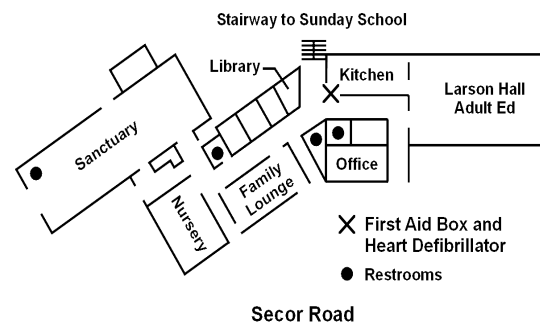 Stairway to Sunday School
Library
Kitchen
Larson Hall
Adult Ed
Sanctuary
Office
Family
Lounge
Nursery
First Aid Box and
Heart Defibrillator
Restrooms
Secor Road